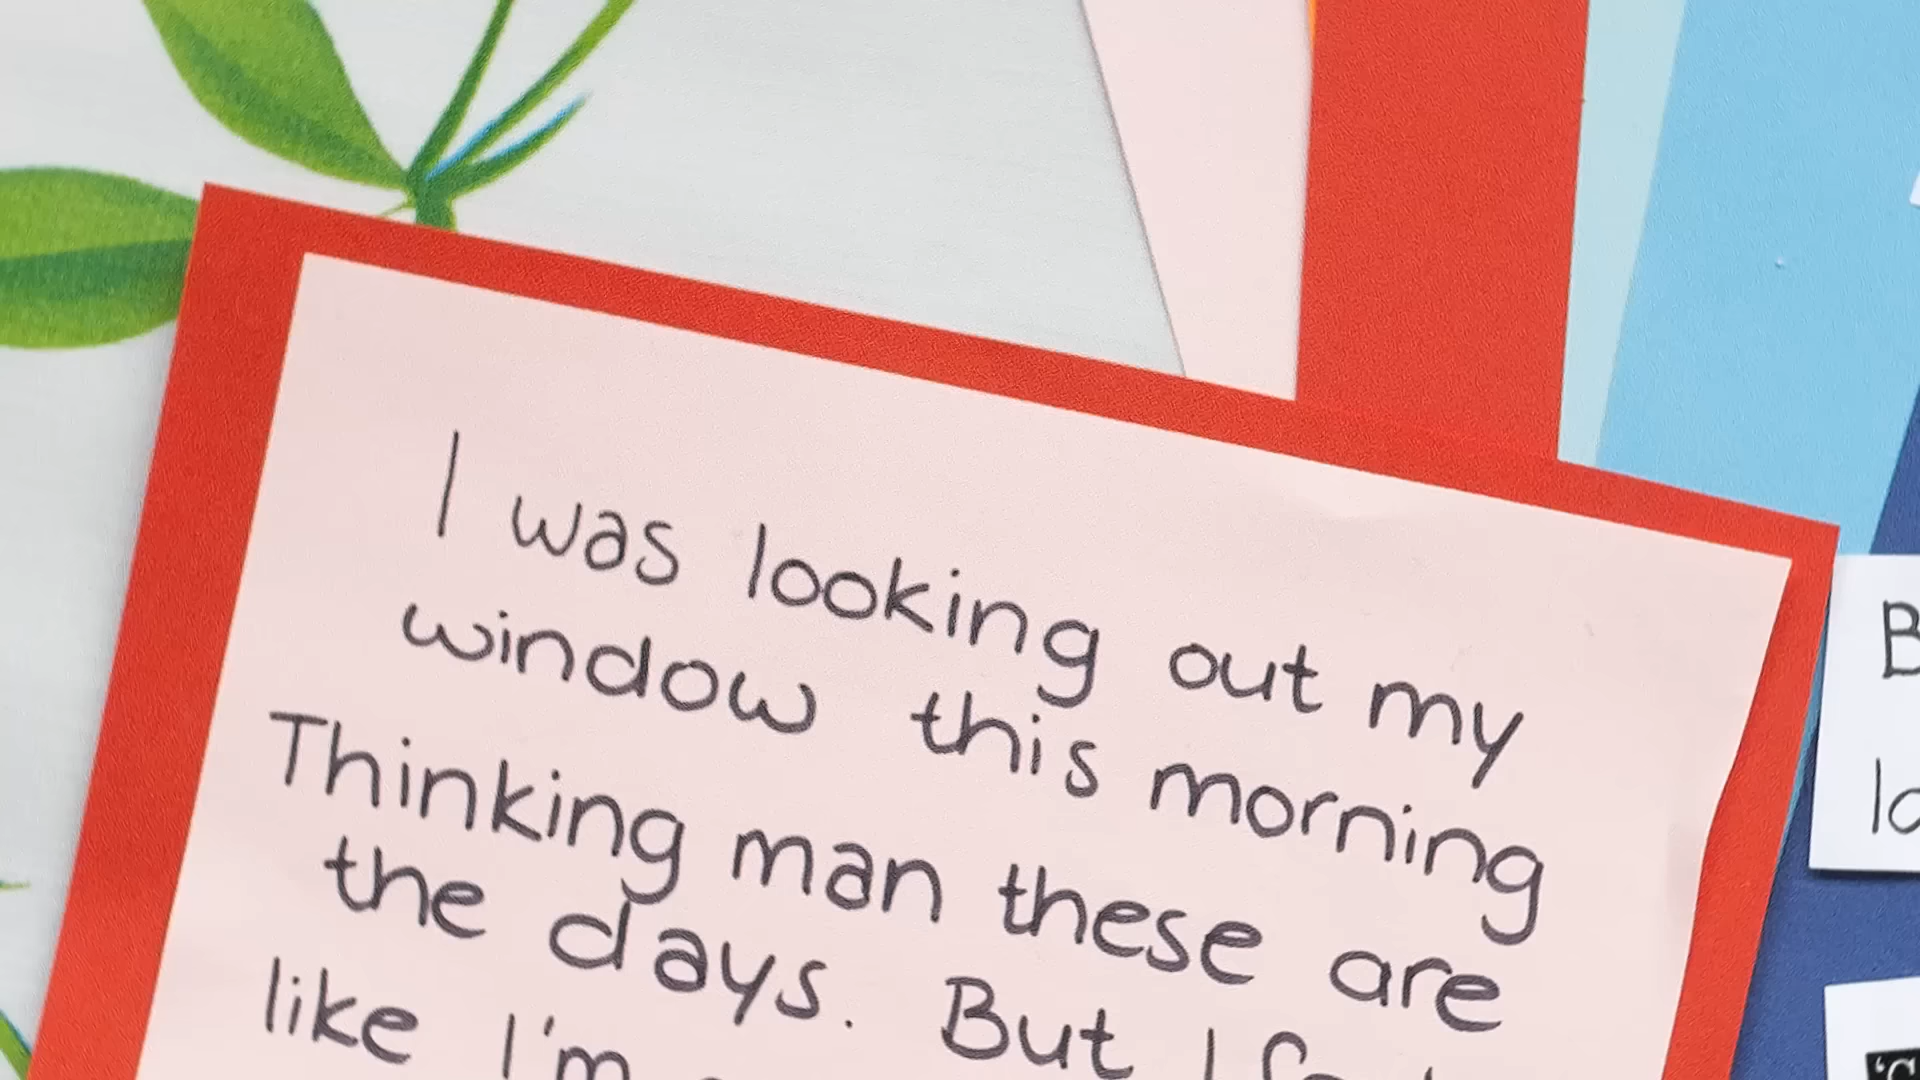 I was looking out my
window this morning
Thinking man these are
the days. But I
like I'm
B